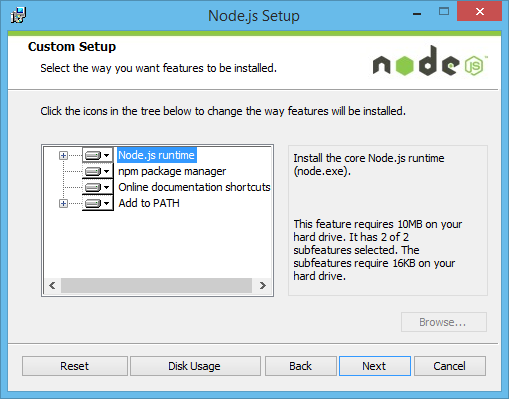 Node.js Setup
Custom Setup
Select the way you want features to be installed.
node
JS
Click the icons in the tree below to change the way features will be installed.
Node.js runtime
npm package manager
Online documentation shortcuts
Add to PATH
Install the core Node.js runtime
(node.exe).
This feature requires 10MB on your
hard drive. It has 2 of 2
subfeatures selected. The
subfeatures require 16KB on your
hard drive.
Browse...
Reset
Disk Usage
Back
Next
Cancel